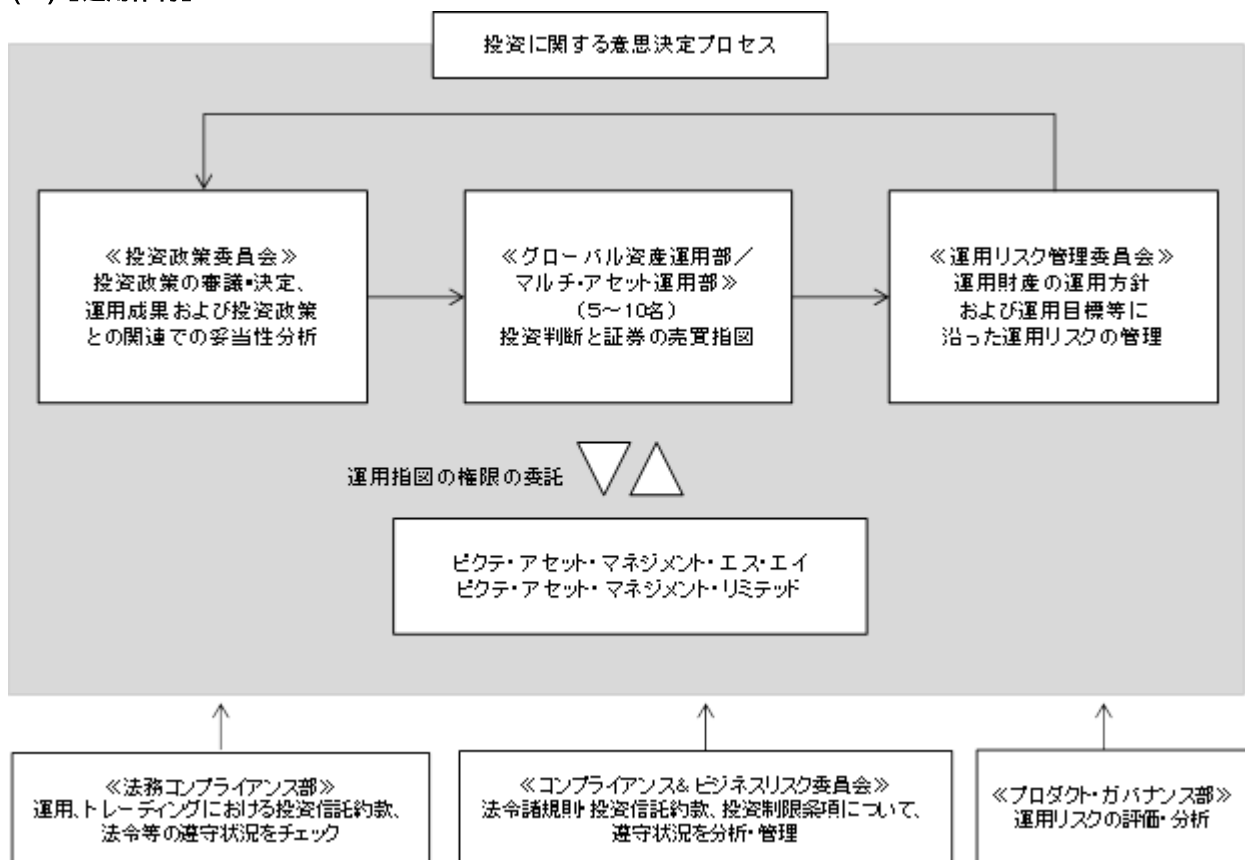 投資に関する意思決定プロセス
≪投資政策委員会≫
投資政策の審議・決定、
運用成果および投資政策
との関連での妥当性分析
≪グローバル資産運用部／
マルチ・アセット運用部≫
（5～10名）
投資判断と証券の売買指図
≪運用リスク管理委員会≫
運用財産の運用方針
および運用目標等に
沿った運用リスクの管理
運用指図の権限の委託
ピクテ・アセット・マネジメント・エス・エイ
ピクテ・アセット・マネジメント・リミテッド
≪法務コンプライアンス部≫
運用、トレーディングにおける投資信託約款、
法令等の遵守状況をチェック
≪コンプライアンス&ビジネスリスク委員会≫
法令諸規則・投資信託約款、投資制限条項について、
遵守状況を分析・管理
≪プロダクト・ガバナンス部≫
運用リスクの評価・分析